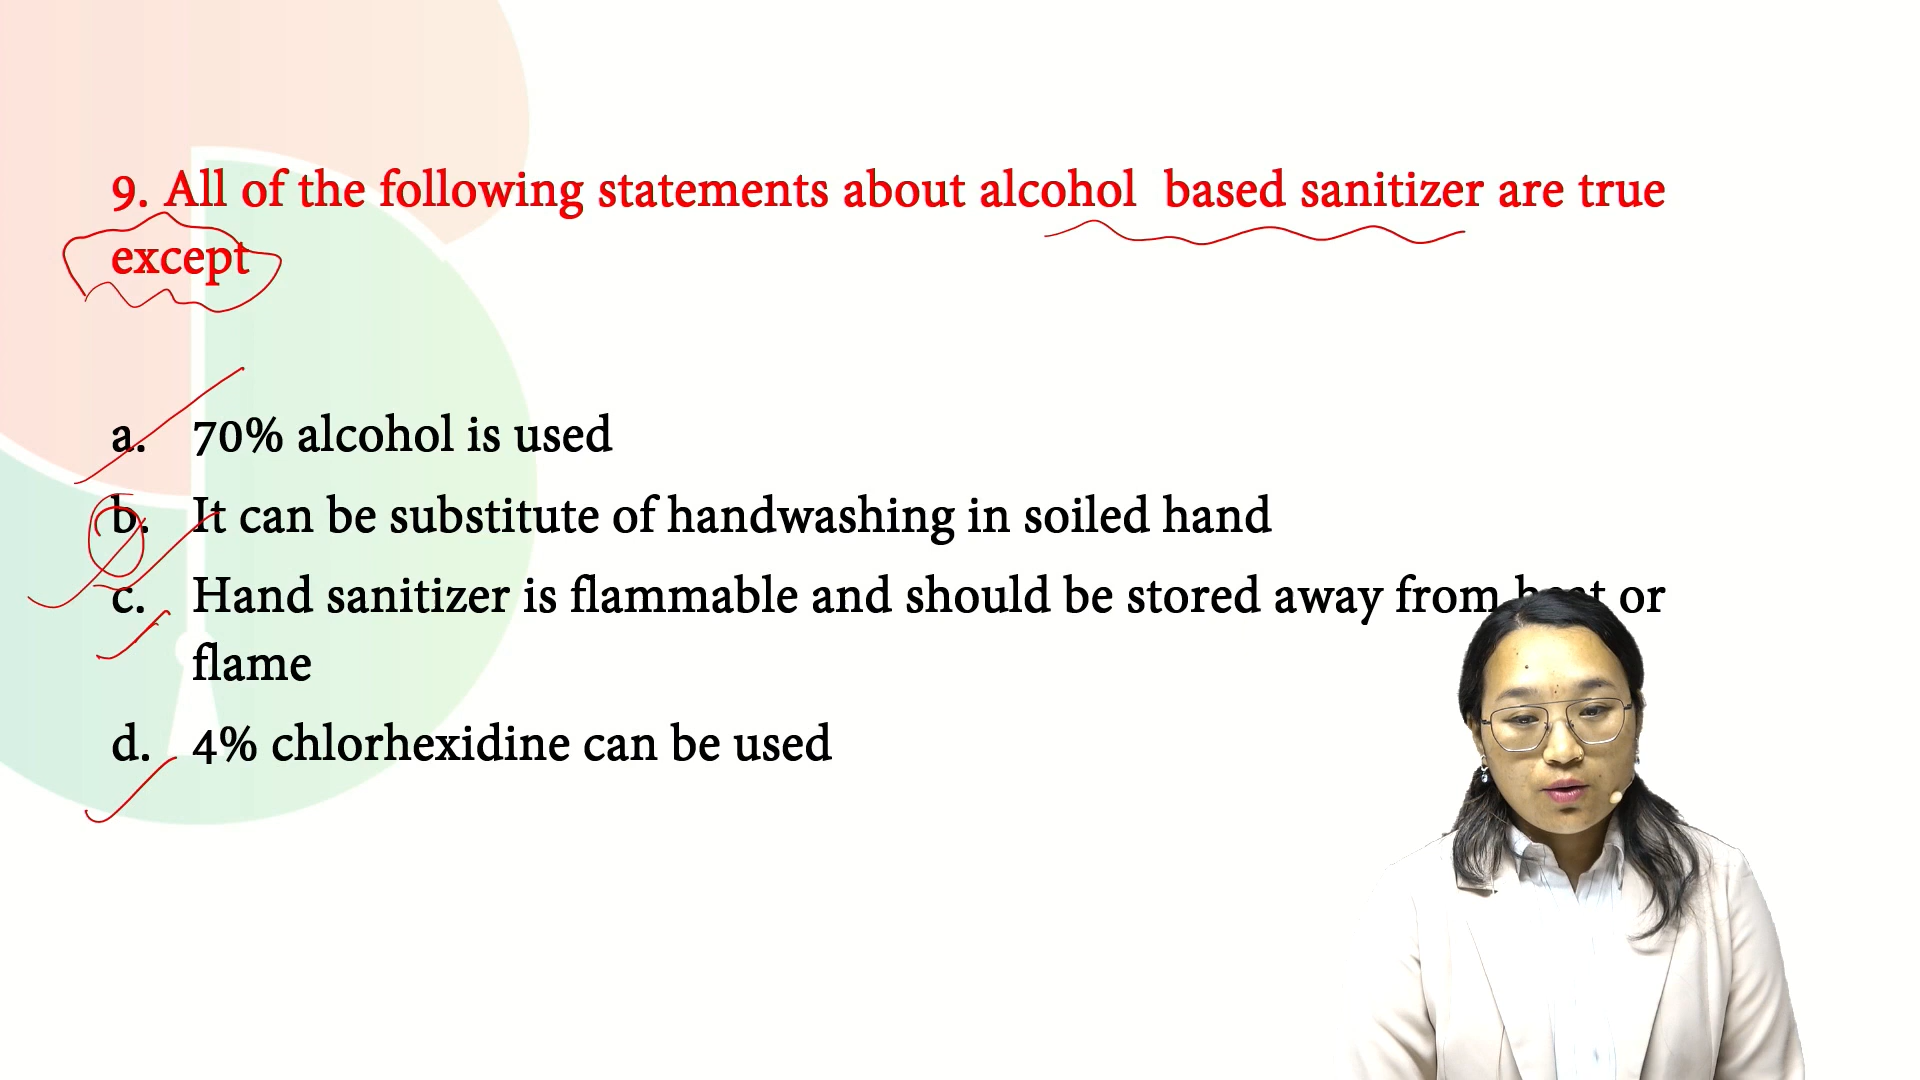 9. All of the following statements about alcohol based sanitizer are true
except
a. 70% alcohol is used
b. It can be substitute of handwashing in soiled hand
c. Hand sanitizer is flammable and should be stored away from or
flame
d. 4% chlorhexidine can be used